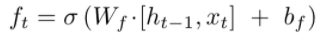 f_t = σ (W_f · [h_{t−1}, x_t] + b_f)